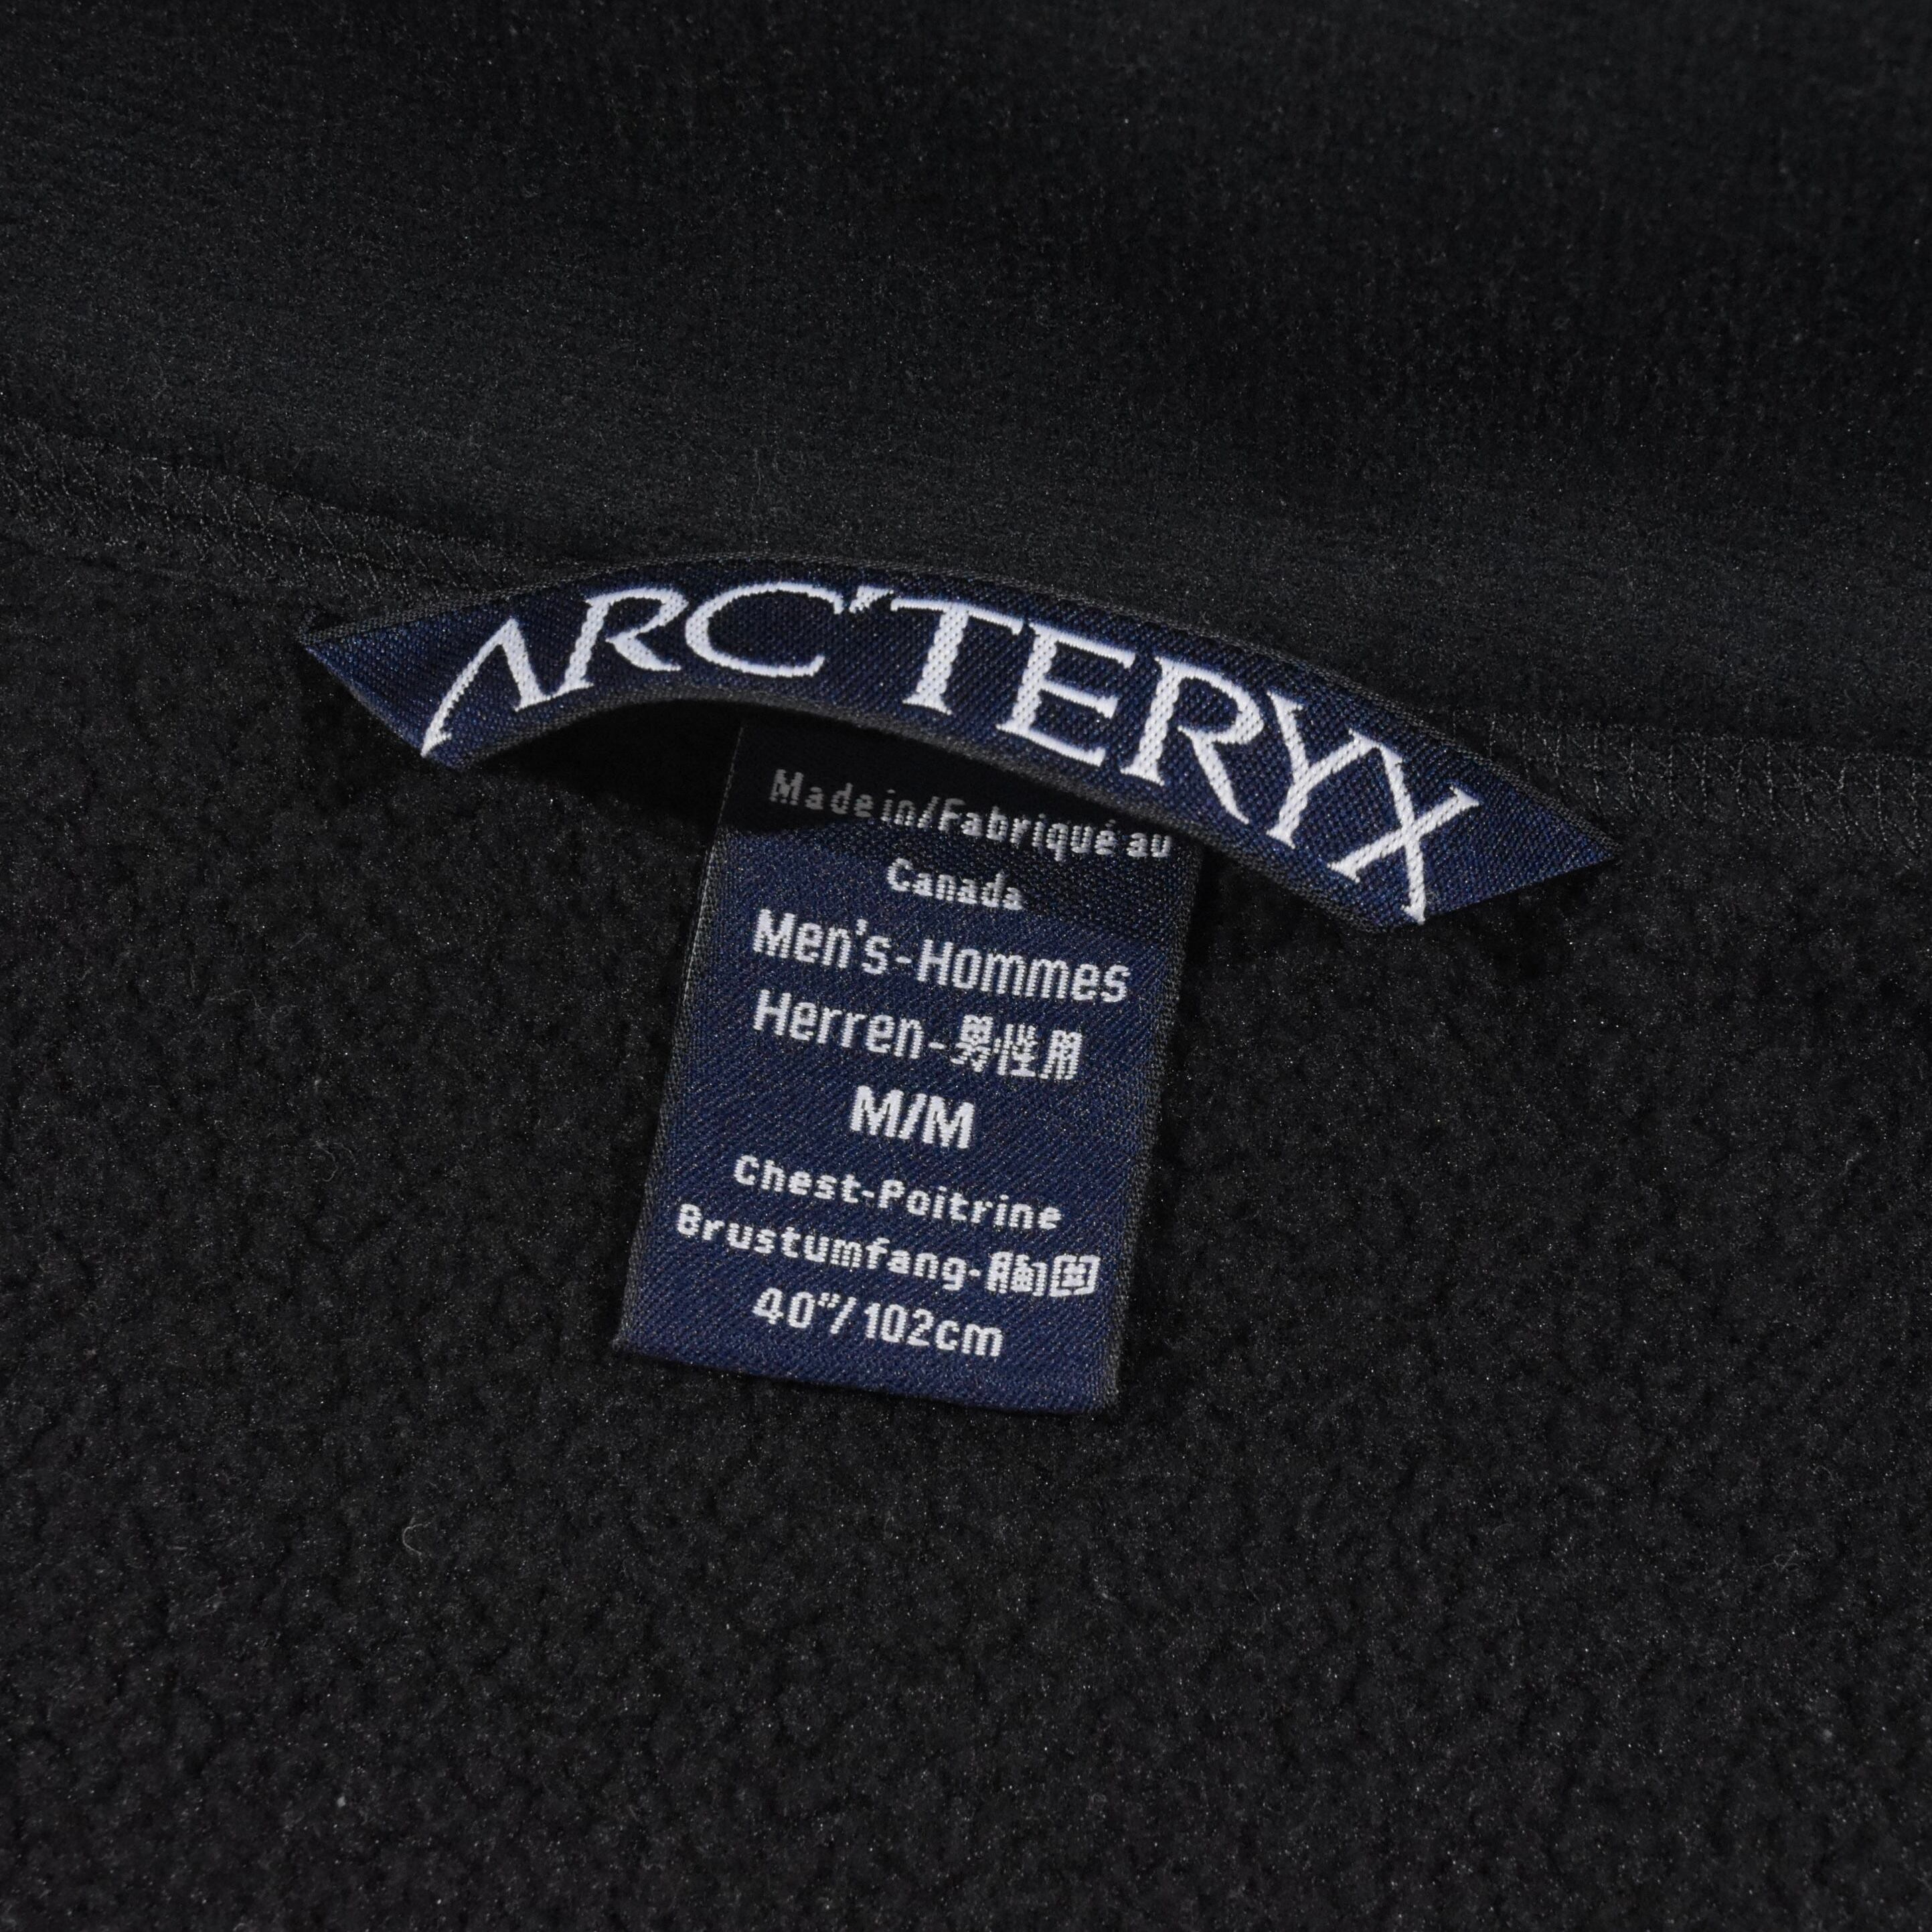 ARC'TERYX
Made in/Fabriqué au
Canada
Men's-Hommes
Herren-男性用
M/M
Chest-Poitrine
Brustumfang-胸囲
40"/102cm